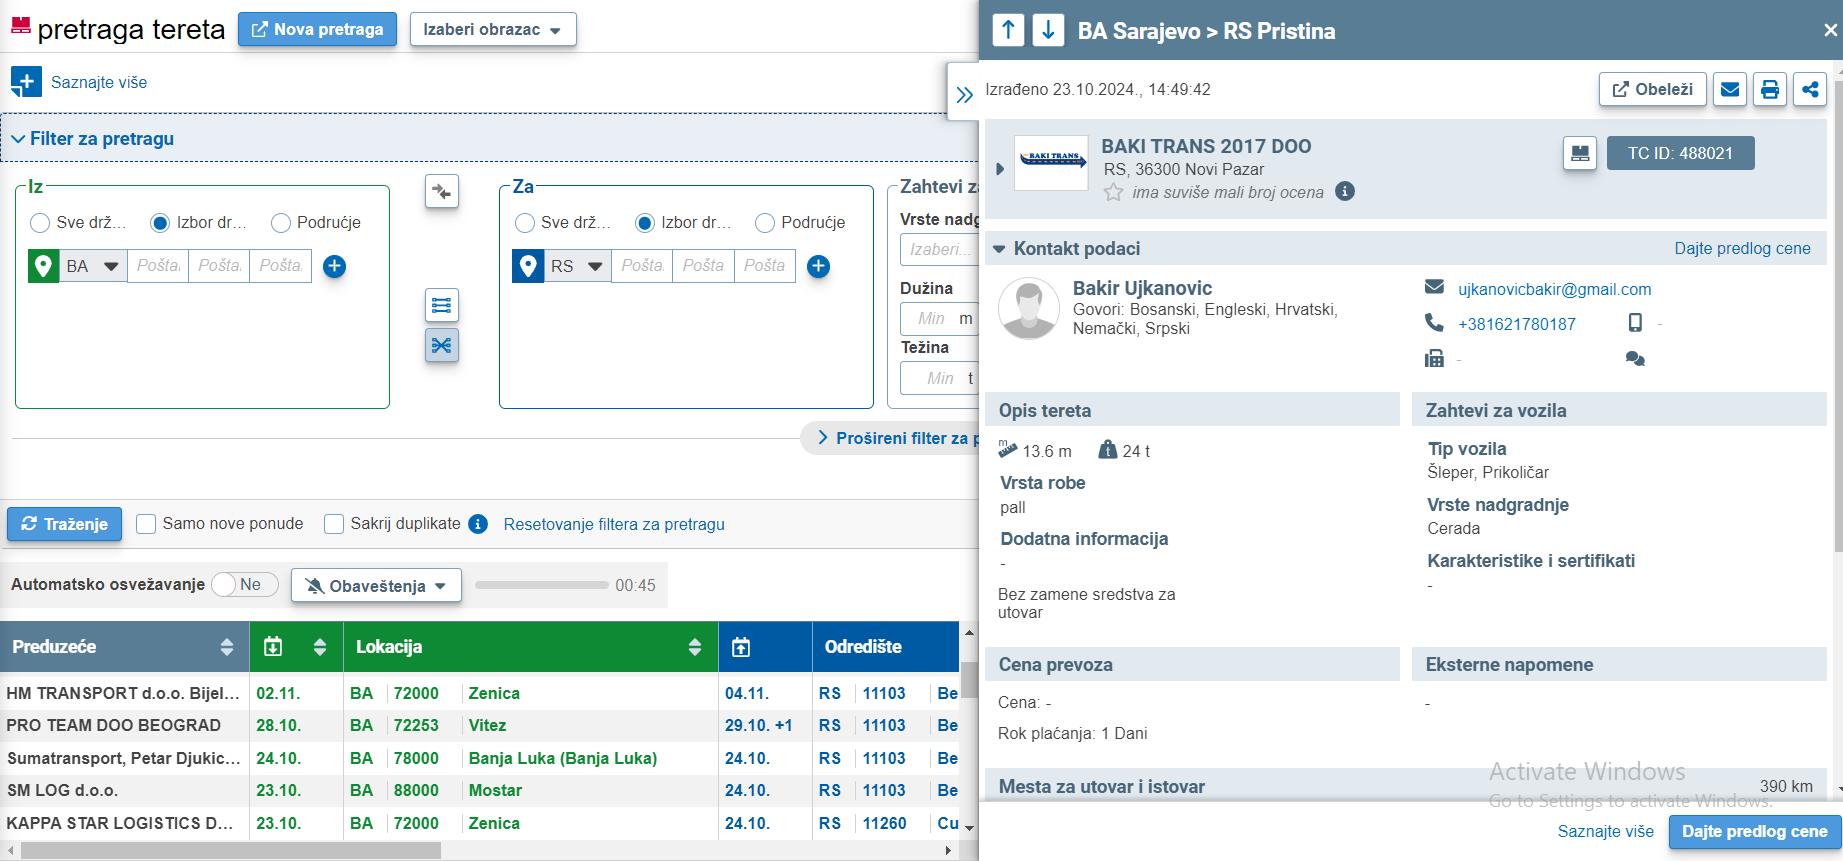 pretraga tereta
Nova pretraga
Izaberi obrazac
Saznajte više
Filter za pretragu
Iz
Sve drž...
Izbor dr...
Područje
BA
Pošta
Pošta
Pošta
Za
Sve drž...
Izbor dr...
Područje
RS
Pošta
Pošta
Pošta
Zahtevi z
Vrste nadg
Izaberi...
Dužina
Min m
Težina
Min t
Prošireni filter za p
Traženje
Samo nove ponude
Sakrij duplikate
Resetovanje filtera za pretragu
Automatsko osvežavanje
Ne
Obaveštenja
00:45
Preduzeće
Lokacija
Odredište
HM TRANSPORT d.o.o. Bijel... 02.11. BA 72000 Zenica 04.11. RS 11103 Be
PRO TEAM DOO BEOGRAD 28.10. BA 72253 Vitez 29.10. +1 RS 11103 Be
Sumatransport, Petar Djukic... 24.10. BA 78000 Banja Luka (Banja Luka) 24.10. RS 11103 Be
SM LOG d.o.o. 23.10. BA 88000 Mostar 24.10. RS 11103 Be
KAPPA STAR LOGISTICS D... 23.10. BA 72000 Zenica 24.10. RS 11260 Cu
BA Sarajevo > RS Pristina
Izrađeno 23.10.2024., 14:49:42
Obeleži
BAKI TRANS
BAKI TRANS 2017 DOO
RS, 36300 Novi Pazar
ima suviše mali broj ocena
TC ID: 488021
Kontakt podaci
Dajte predlog cene
Bakir Ujkanovic
Govori: Bosanski, Engleski, Hrvatski,
Nemački, Srpski
ujkanovicbakir@gmail.com
+381621780187
-
-
Opis tereta
m 13.6 m
t 24 t
Vrsta robe
pall
Dodatna informacija
-
Bez zamene sredstva za
utovar
Zahtevi za vozila
Tip vozila
Šleper, Prikoličar
Vrste nadgradnje
Cerada
Karakteristike i sertifikati
-
Cena prevoza
Cena: -
Rok plaćanja: 1 Dani
Eksterne napomene
-
Mesta za utovar i istovar
390 km
Activate Windows
Go to Settings to activate Windows.
Saznajte više
Dajte predlog cene